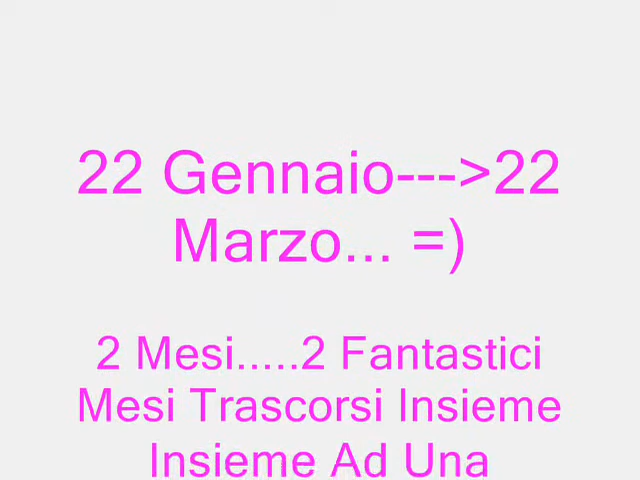 22 Gennaio--->22
Marzo... =)
2 Mesi.....2 Fantastici
Mesi Trascorsi Insieme
Insieme Ad Una